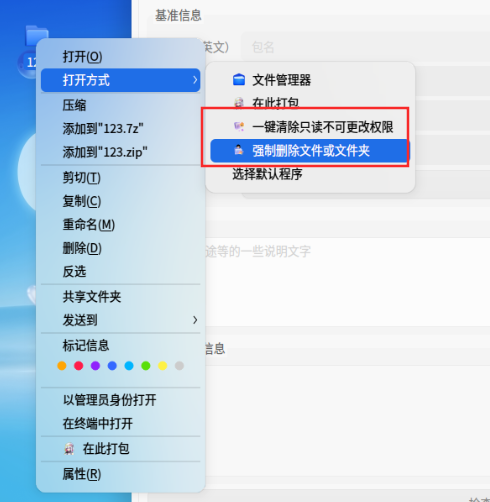 基准信息
英文)
包名
12
打开(O)
打开方式
压缩
添加到"123.7z"
添加到"123.zip"
剪切(T)
复制(C)
重命名(M)
删除(D)
反选
共享文件夹
发送到
标记信息
以管理员身份打开
在终端中打开
在此打包
属性(R)
文件管理器
在此打包
一键清除只读不可更改权限
强制删除文件或文件夹
选择默认程序
途等的一些说明文字
信息